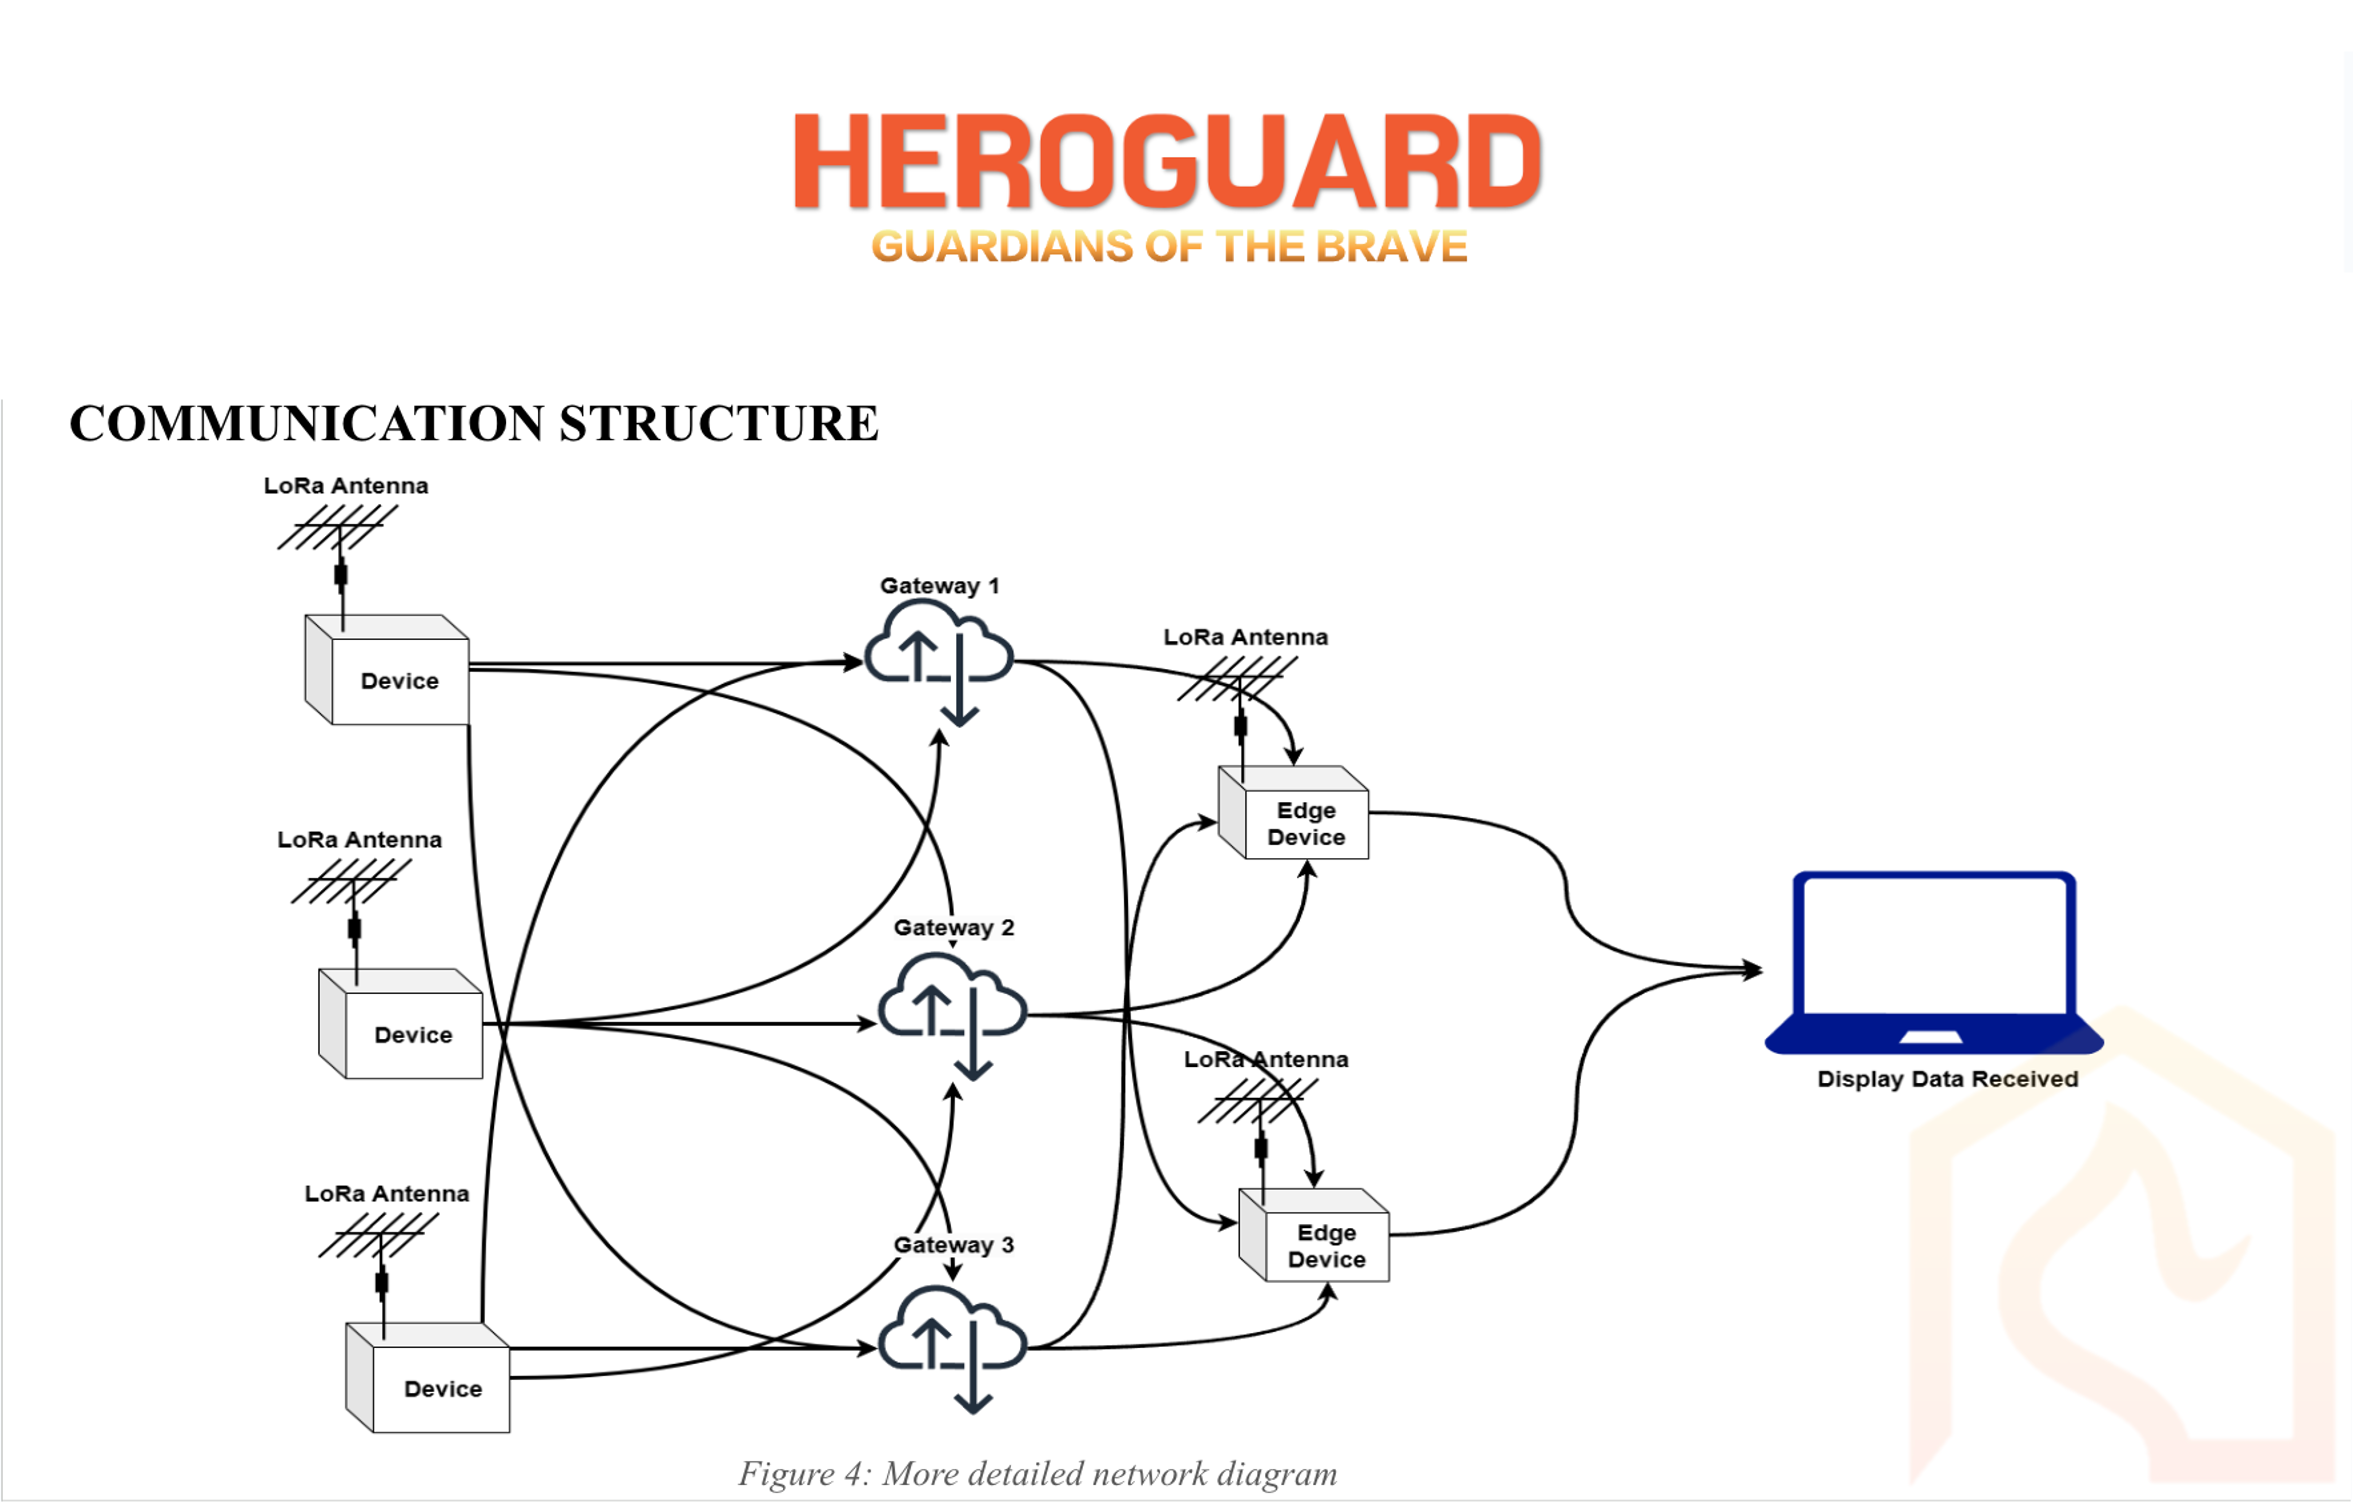 HEROGUARD
GUARDIANS OF THE BRAVE
COMMUNICATION STRUCTURE
LoRa Antenna
Device
Gateway 1
LoRa Antenna
Edge
Device
LoRa Antenna
Device
Gateway 2
LoRa Antenna
Edge
Device
Display Data Received
LoRa Antenna
Device
Gateway 3
Figure 4: More detailed network diagram